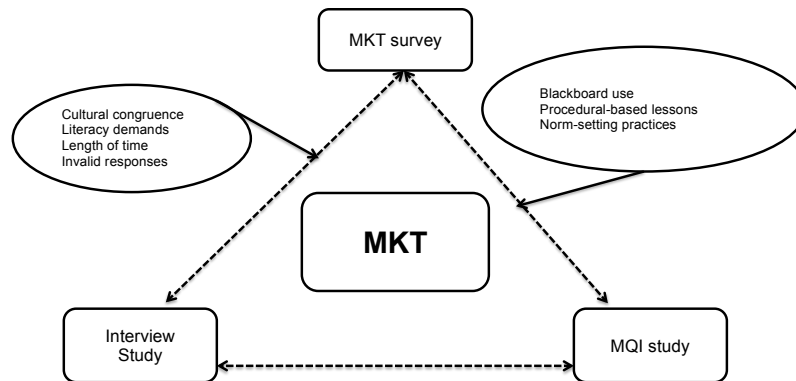 MKT survey
Cultural congruence
Literacy demands
Length of time
Invalid responses
Blackboard use
Procedural-based lessons
Norm-setting practices
MKT
Interview
Study
MQI study